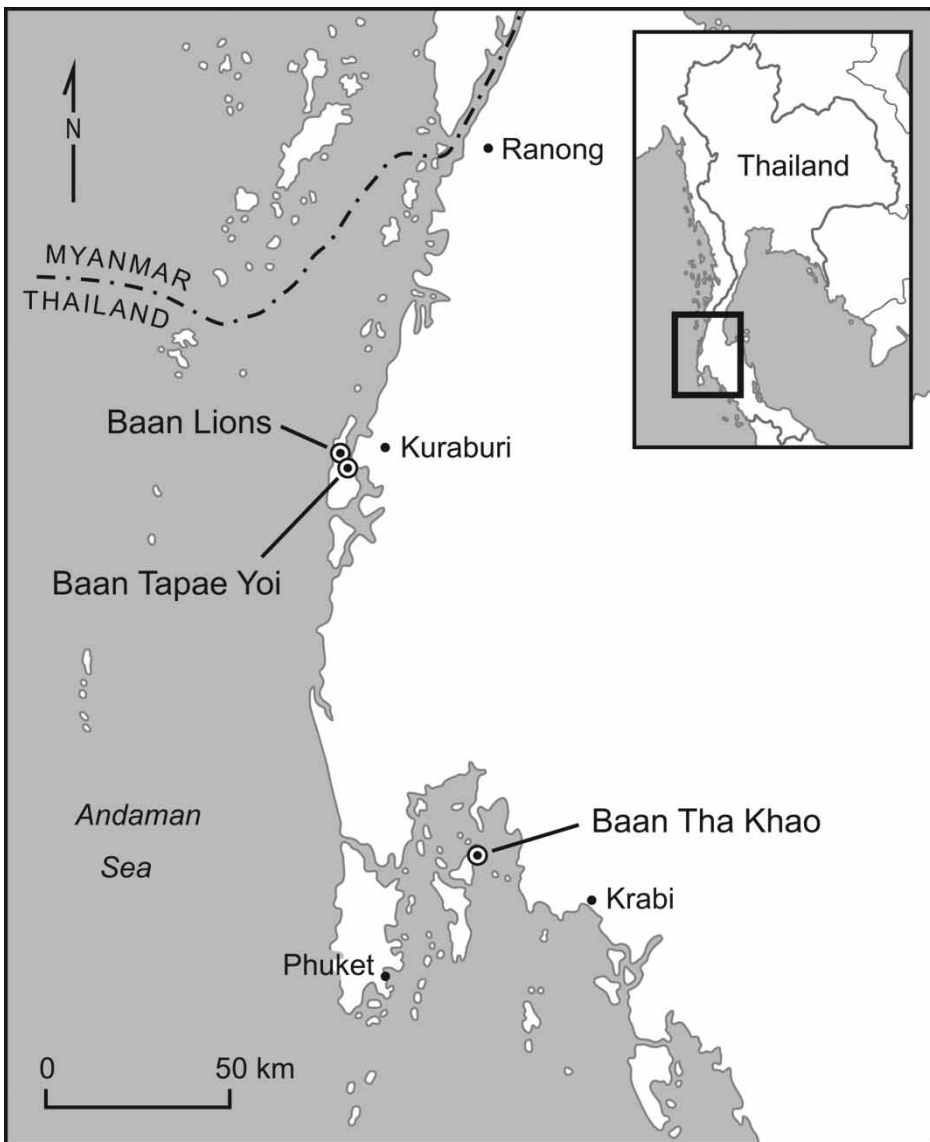 N
Ranong
Thailand
MYANMAR
THAILAND
Baan Lions
Kuraburi
Baan Tapae Yoi
Andaman
Sea
Baan Tha Khao
Krabi
Phuket
0 50 km